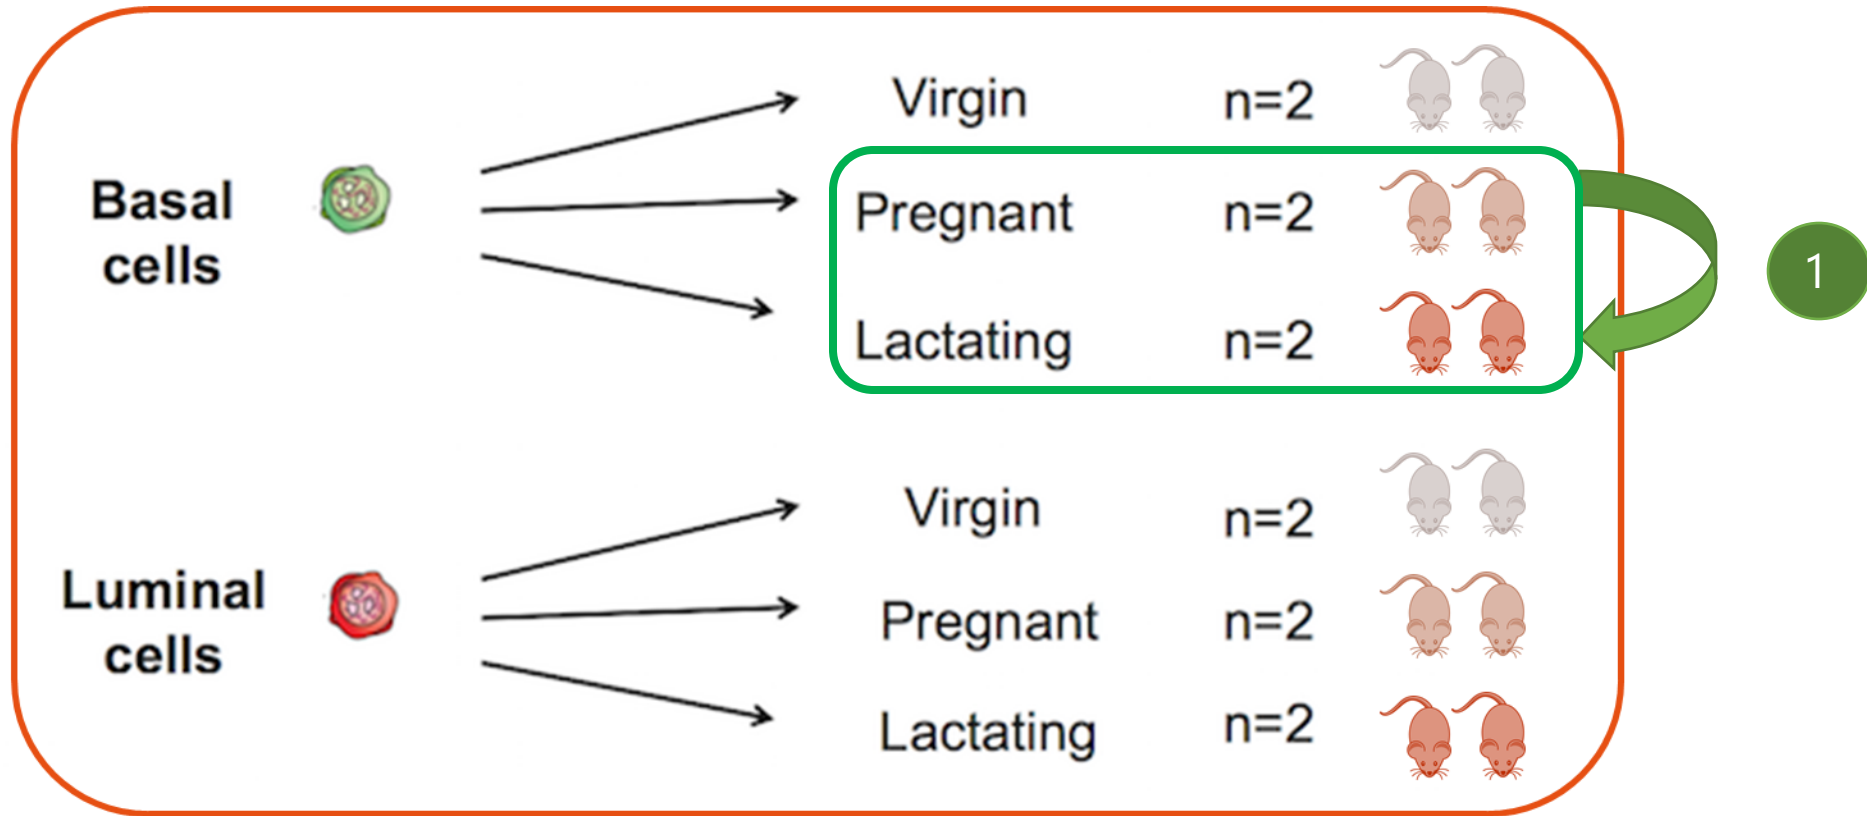 Virgin n=2
Basal
cells
Pregnant n=2
Lactating n=2
1
Virgin n=2
Luminal
cells
Pregnant n=2
Lactating n=2